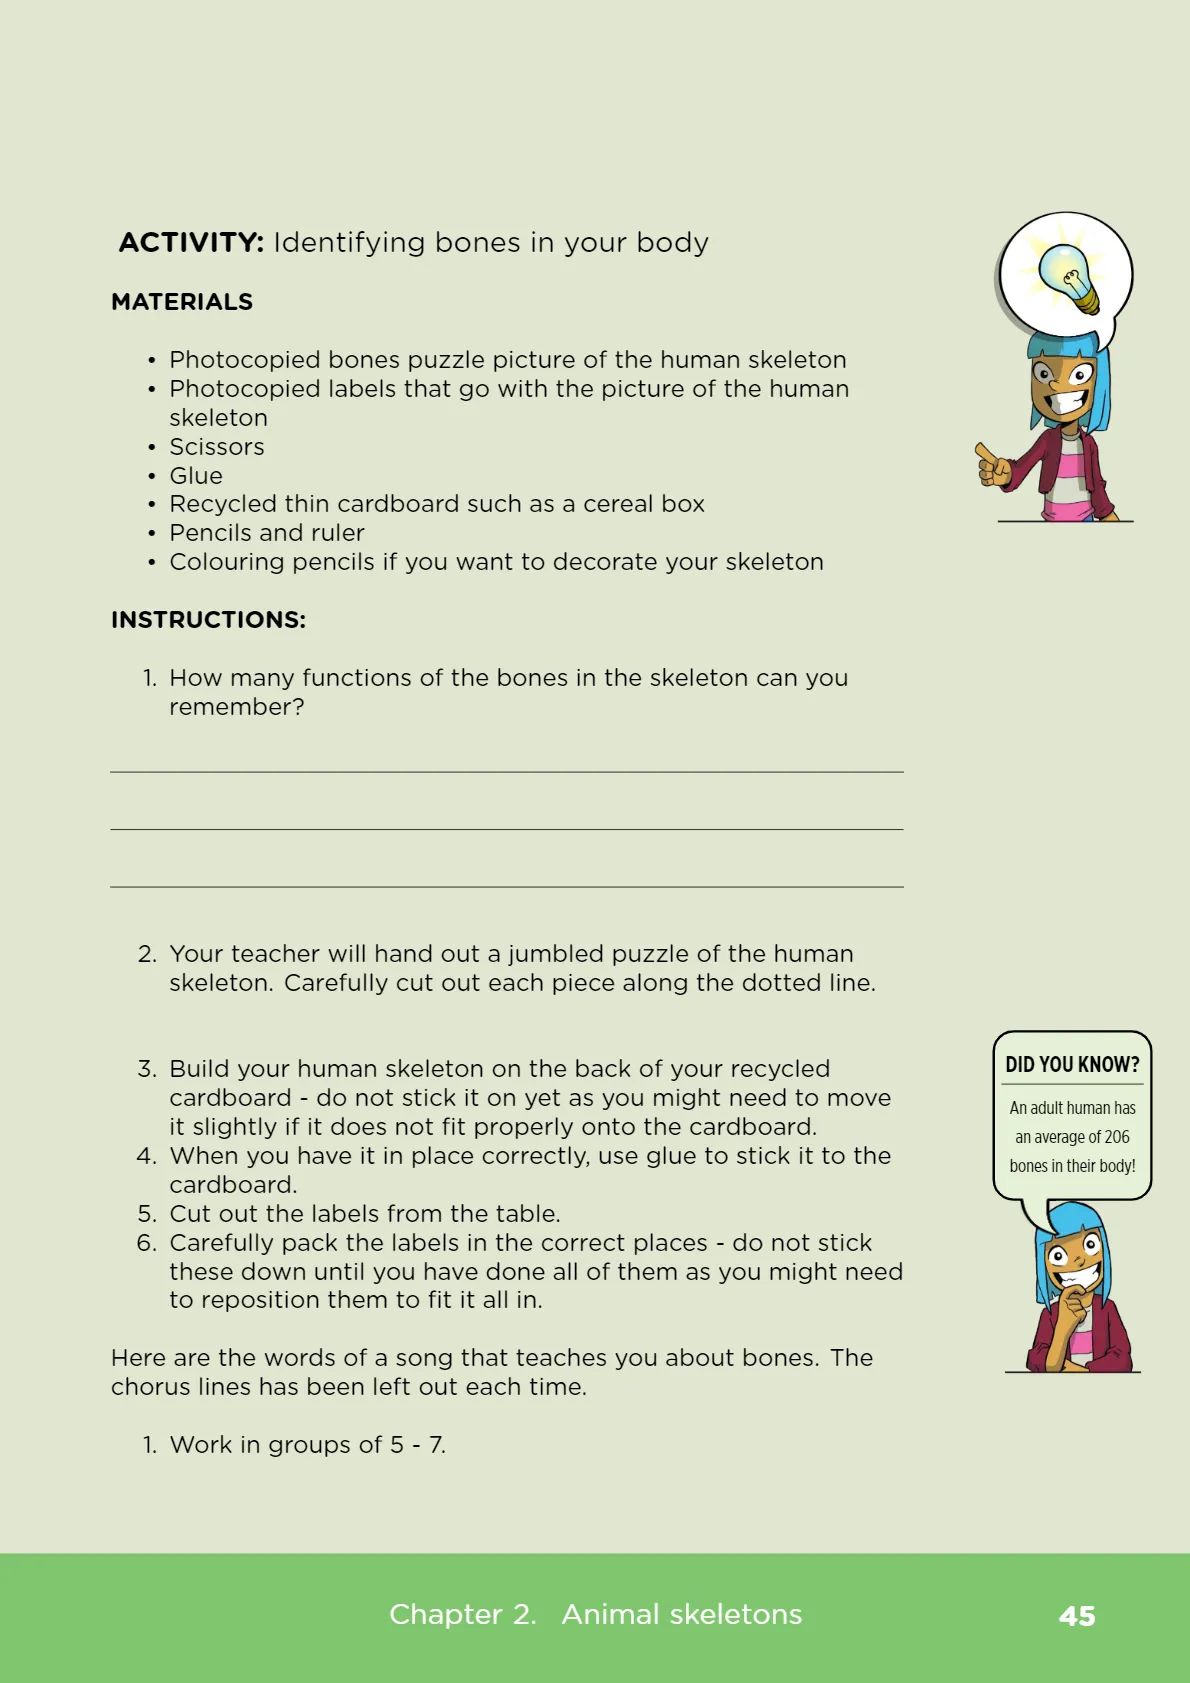 ACTIVITY: Identifying bones in your body
MATERIALS
• Photocopied bones puzzle picture of the human skeleton
• Photocopied labels that go with the picture of the human
skeleton
• Scissors
• Glue
• Recycled thin cardboard such as a cereal box
• Pencils and ruler
• Colouring pencils if you want to decorate your skeleton
INSTRUCTIONS:
1. How many functions of the bones in the skeleton can you
remember?
2. Your teacher will hand out a jumbled puzzle of the human
skeleton. Carefully cut out each piece along the dotted line.
3. Build your human skeleton on the back of your recycled
cardboard - do not stick it on yet as you might need to move
it slightly if it does not fit properly onto the cardboard.
4. When you have it in place correctly, use glue to stick it to the
cardboard.
5. Cut out the labels from the table.
6. Carefully pack the labels in the correct places - do not stick
these down until you have done all of them as you might need
to reposition them to fit it all in.
DID YOU KNOW?
An adult human has
an average of 206
bones in their body!
Here are the words of a song that teaches you about bones. The
chorus lines has been left out each time.
1. Work in groups of 5 - 7.
Chapter 2. Animal skeletons
45